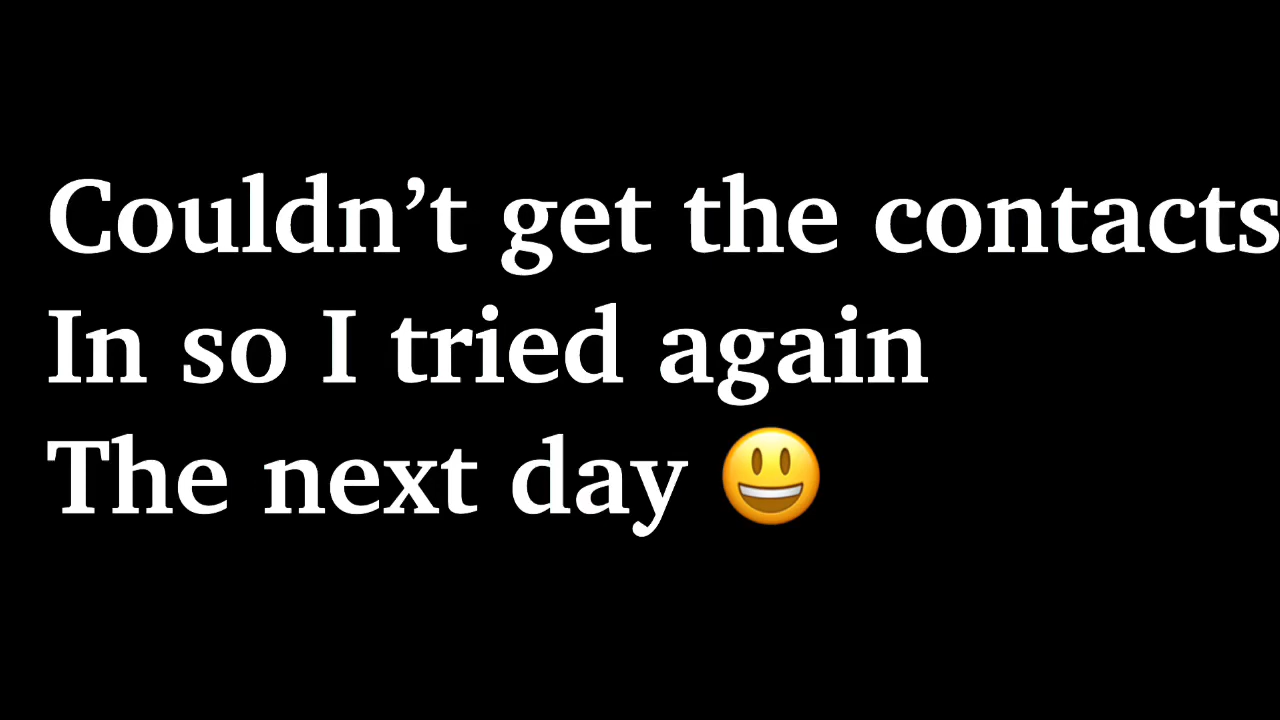 Couldn’t get the contacts
In so I tried again
The next day 😃